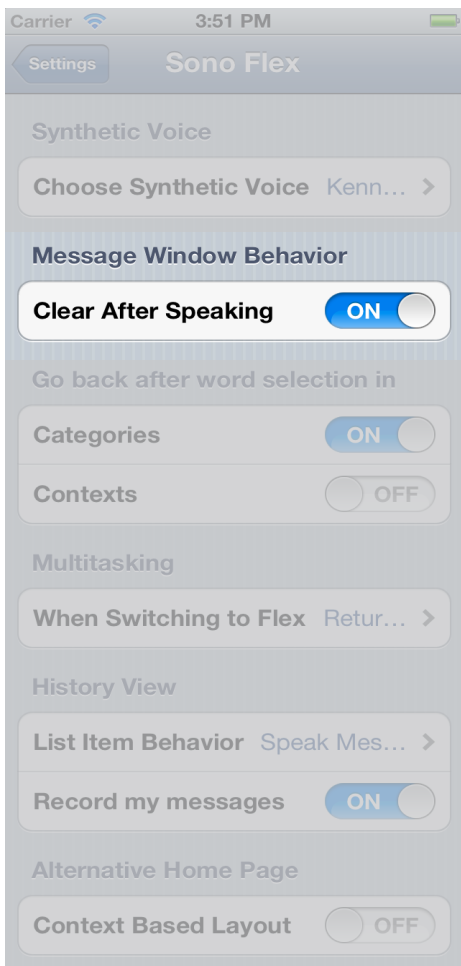 Carrier 3:51 PM
Settings Sono Flex
Synthetic Voice
Choose Synthetic Voice Kenn...
Message Window Behavior
Clear After Speaking ON
Go back after word selection in
Categories ON
Contexts OFF
Multitasking
When Switching to Flex Retur...
History View
List Item Behavior Speak Mes...
Record my messages ON
Alternative Home Page
Context Based Layout OFF